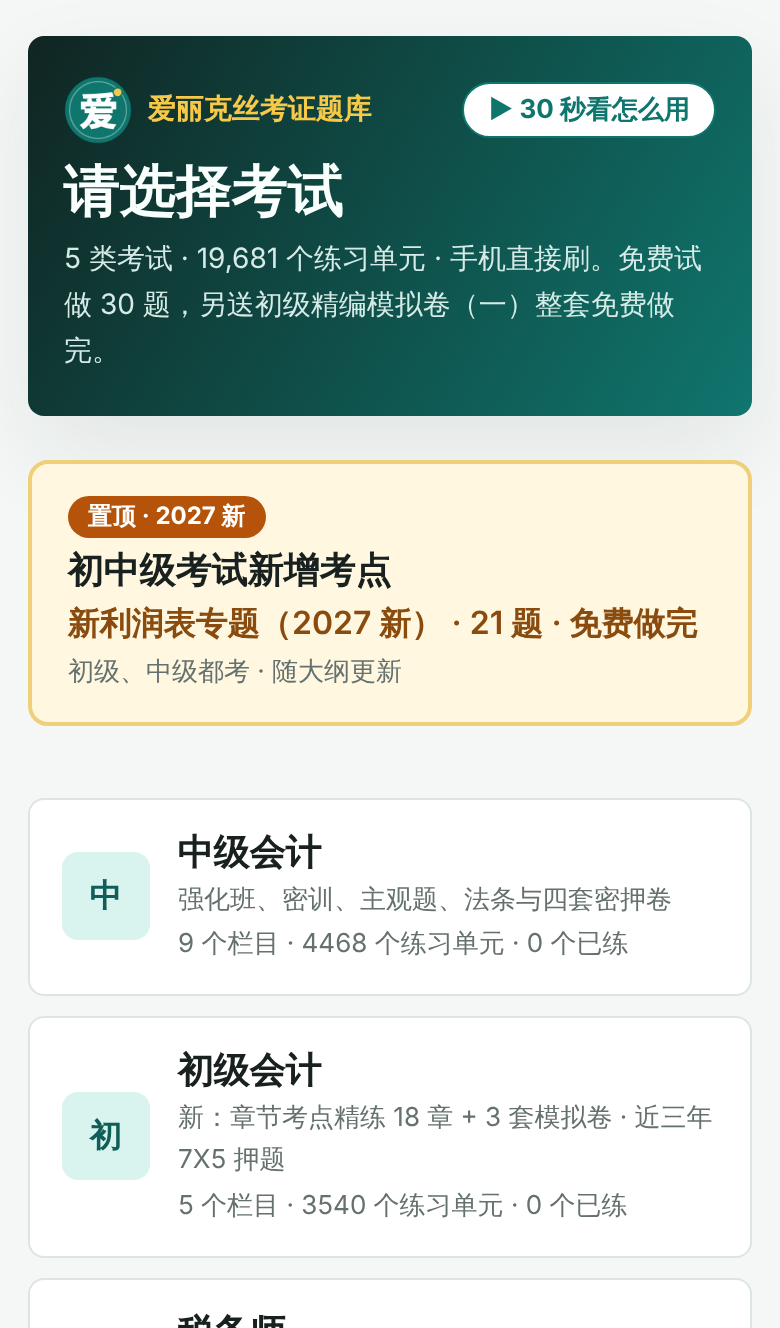 爱 爱丽克丝考证题库 ▶ 30 秒看怎么用
请选择考试
5 类考试 · 19,681 个练习单元 · 手机直接刷。免费试
做 30 题，另送初级精编模拟卷（一）整套免费做
完。
置顶 · 2027 新
初中级考试新增考点
新利润表专题（2027 新） · 21 题 · 免费做完
初级、中级都考 · 随大纲更新
中级会计
中
强化班、密训、主观题、法条与四套密押卷
9 个栏目 · 4468 个练习单元 · 0 个已练
初级会计
初
新：章节考点精练 18 章 + 3 套模拟卷 · 近三年
7X5 押题
5 个栏目 · 3540 个练习单元 · 0 个已练
税务师